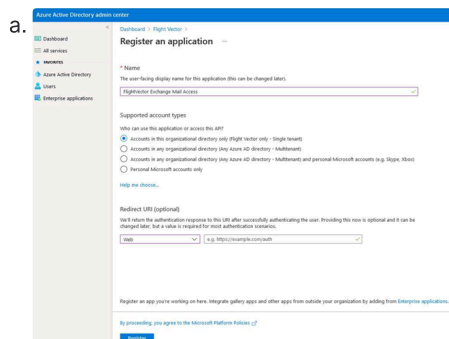 a.
Azure Active Directory admin center
Dashboard > Flight Vector >
Register an application ...
Dashboard
All services
FAVORITES
Azure Active Directory
Users
Enterprise applications
* Name
The user-facing display name for this application (this can be changed later).
FlightVector Exchange Mail Access
Supported account types
Who can use this application or access this API?
Accounts in this organizational directory only (Flight Vector only - Single tenant)
Accounts in any organizational directory (Any Azure AD directory - Multitenant)
Accounts in any organizational directory (Any Azure AD directory - Multitenant) and personal Microsoft accounts (e.g. Skype, Xbox)
Personal Microsoft accounts only
Help me choose...
Redirect URI (optional)
We'll return the authentication response to this URI after successfully authenticating the user. Providing this now is optional and it can be
changed later, but a value is required for most authentication scenarios.
Web
e.g. https://example.com/auth
Register an app you're working on here. Integrate gallery apps and other apps from outside your organization by adding from Enterprise applications.
By proceeding, you agree to the Microsoft Platform Policies
Register